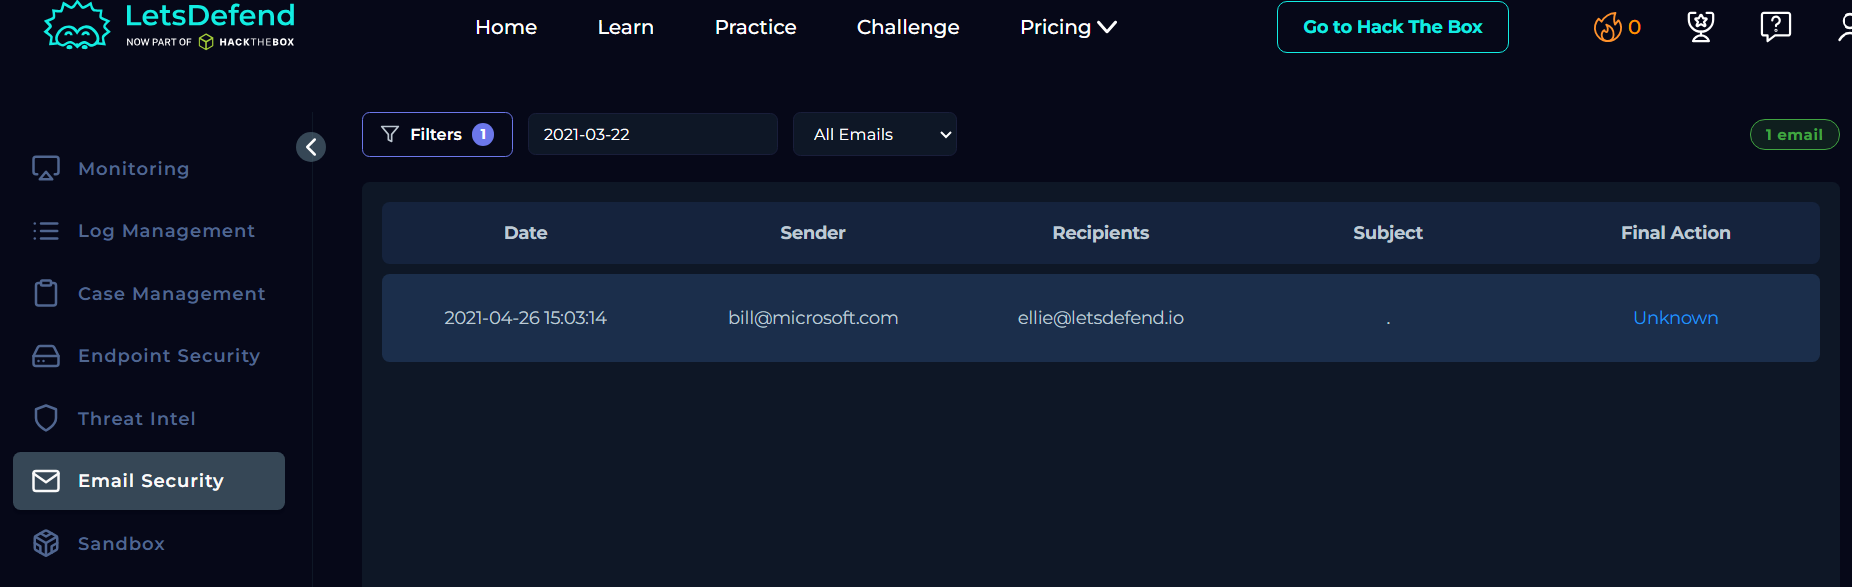 LetsDefend
NOW PART OF HACKTHEBOX
Home Learn Practice Challenge Pricing
Go to Hack The Box
0
Filters 1
2021-03-22
All Emails
1 email
Monitoring
Log Management
Case Management
Endpoint Security
Threat Intel
Email Security
Sandbox
Date Sender Recipients Subject Final Action
2021-04-26 15:03:14 bill@microsoft.com ellie@letsdefend.io . Unknown